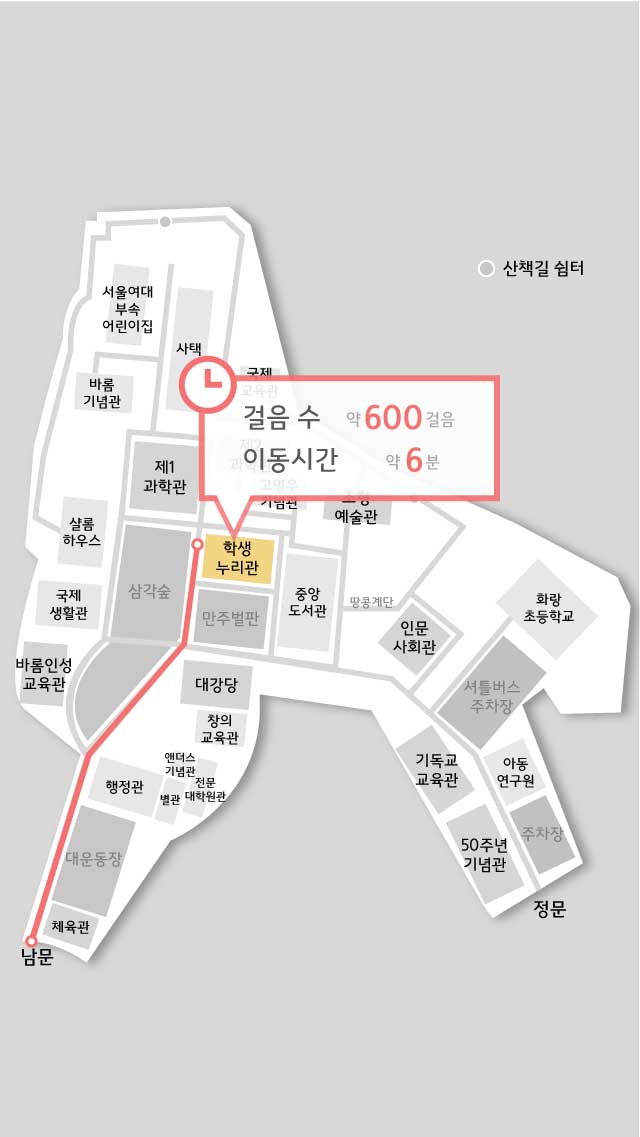 산책길 쉼터
서울여대
부속
어린이집
사택
바롬
기념관
국제
교육관
걸음 수 약 600 걸음
이동시간 약 6 분
제1
과학관
제2
과학관
고명우
기념관
조형
예술관
샬롬
하우스
학생
누리관
국제
생활관
삼각숲
만주벌판
중앙
도서관
땅콩계단
인문
사회관
화랑
초등학교
바롬인성
교육관
대강당
셔틀버스
주차장
창의
교육관
앤더스
기념관
행정관
별관
전문
대학원관
기독교
교육관
아동
연구원
대운동장
50주년
기념관
주차장
체육관
정문
남문